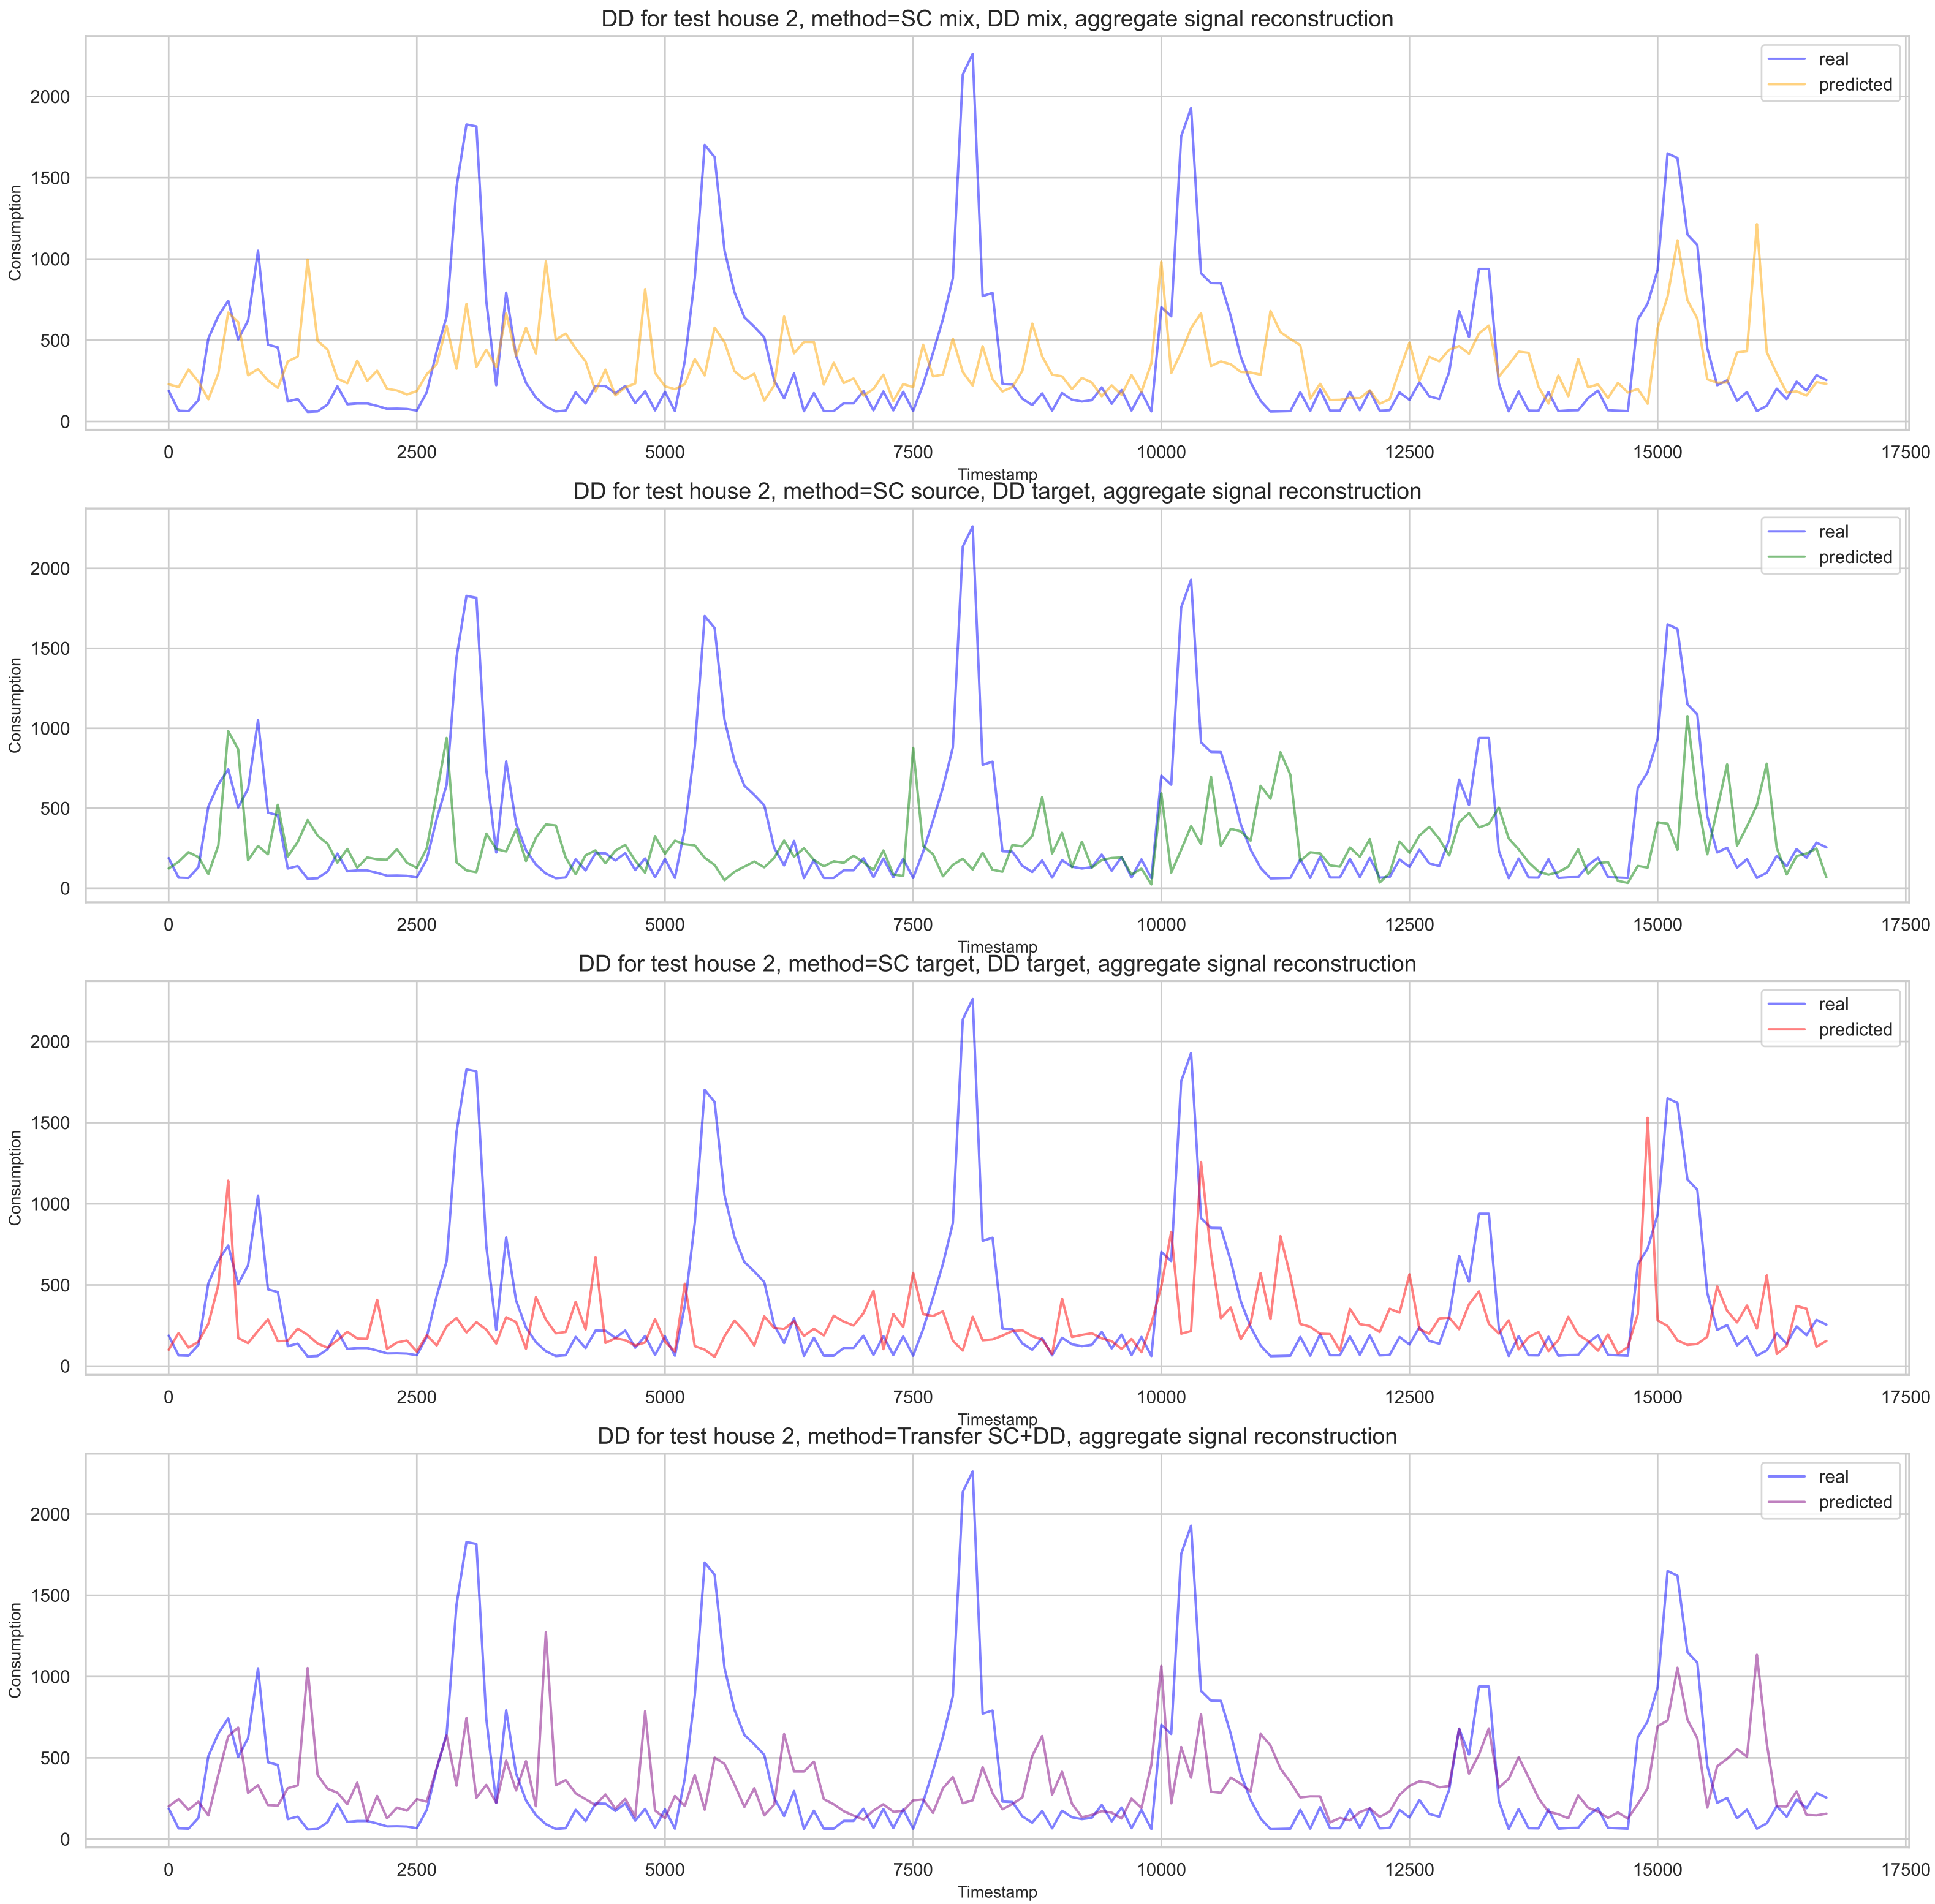 DD for test house 2, method=SC mix, DD mix, aggregate signal reconstruction
real
predicted
2000
1500
1000
500
0
Consumption
0 2500 5000 7500 10000 12500 15000 17500
Timestamp
DD for test house 2, method=SC source, DD target, aggregate signal reconstruction
real
predicted
2000
1500
1000
500
0
Consumption
0 2500 5000 7500 10000 12500 15000 17500
Timestamp
DD for test house 2, method=SC target, DD target, aggregate signal reconstruction
real
predicted
2000
1500
1000
500
0
Consumption
0 2500 5000 7500 10000 12500 15000 17500
Timestamp
DD for test house 2, method=Transfer SC+DD, aggregate signal reconstruction
real
predicted
2000
1500
1000
500
0
Consumption
0 2500 5000 7500 10000 12500 15000 17500
Timestamp